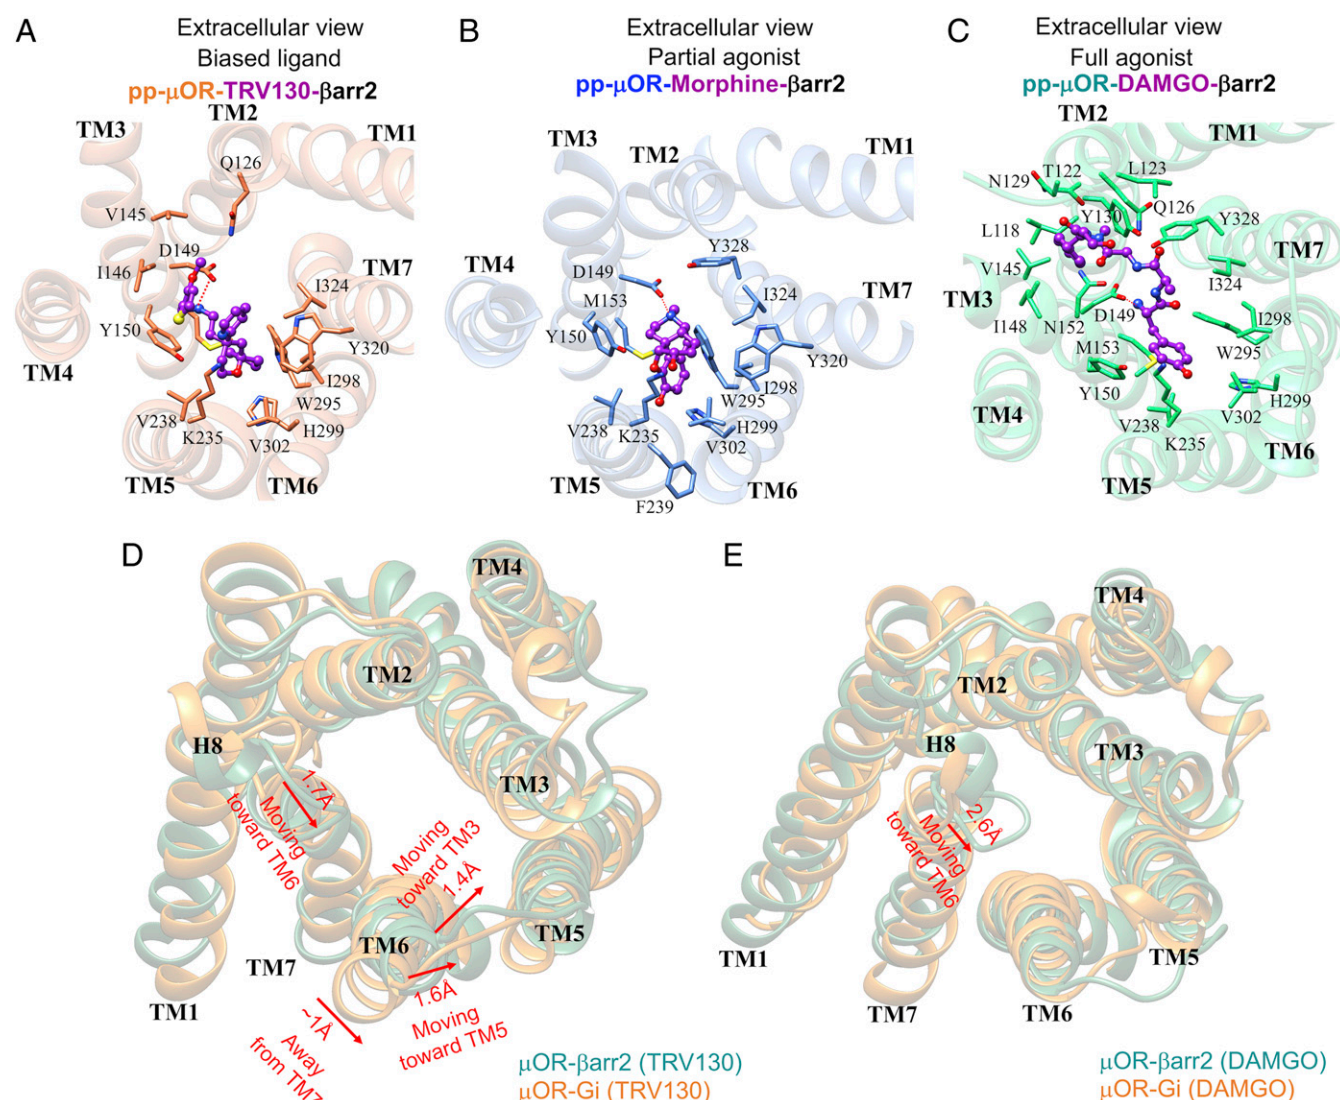 A
Extracellular view
Biased ligand
pp-μOR-TRV130-βarr2
TM2
TM3
TM1
Q126
V145
D149
I146
TM7
I324
Y150
Y320
TM4
I298
W295
V238
H299
K235
V302
TM5
TM6
B
Extracellular view
Partial agonist
pp-μOR-Morphine-βarr2
TM3
TM2
TM1
Y328
TM4
D149
I324
TM7
M153
Y150
Y320
I298
W295
V238
K235
H299
V302
TM5
TM6
F239
C
Extracellular view
Full agonist
pp-μOR-DAMGO-βarr2
TM2
TM1
N129
T122
L123
Y130
Q126
Y328
L118
TM7
V145
I324
TM3
I148
N152
D149
I298
M153
W295
Y150
H299
TM4
V238
V302
K235
TM6
TM5
D
TM4
TM2
H8
TM3
1.7Å
Moving
toward TM6
Moving
toward TM3
1.4Å
TM6
TM5
TM7
TM1
1.6Å
Moving
toward TM5
~1Å
Away
from TM7
μOR-βarr2 (TRV130)
μOR-Gi (TRV130)
E
TM4
TM2
H8
TM3
2.6Å
Moving
toward TM6
TM1
TM5
TM7
TM6
μOR-βarr2 (DAMGO)
μOR-Gi (DAMGO)